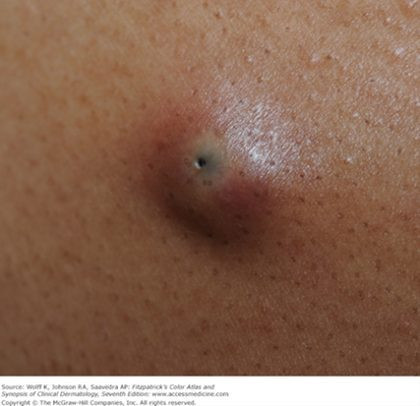 Source: Wolff K, Johnson RA, Saavedra AP: Fitzpatrick's Color Atlas and
Synopsis of Clinical Dermatology, Seventh Edition: www.accessmedicine.com
Copyright © The McGraw-Hill Companies, Inc. All rights reserved.